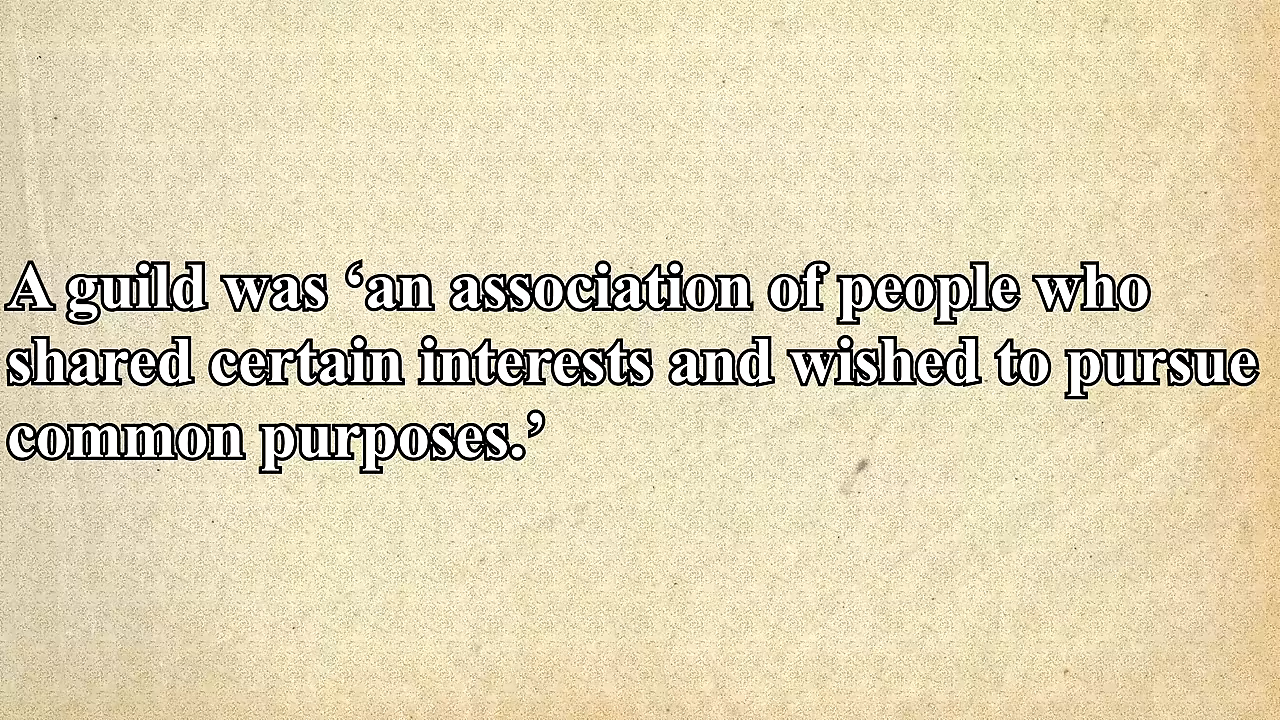 A guild was ‘an association of people who
shared certain interests and wished to pursue
common purposes.’